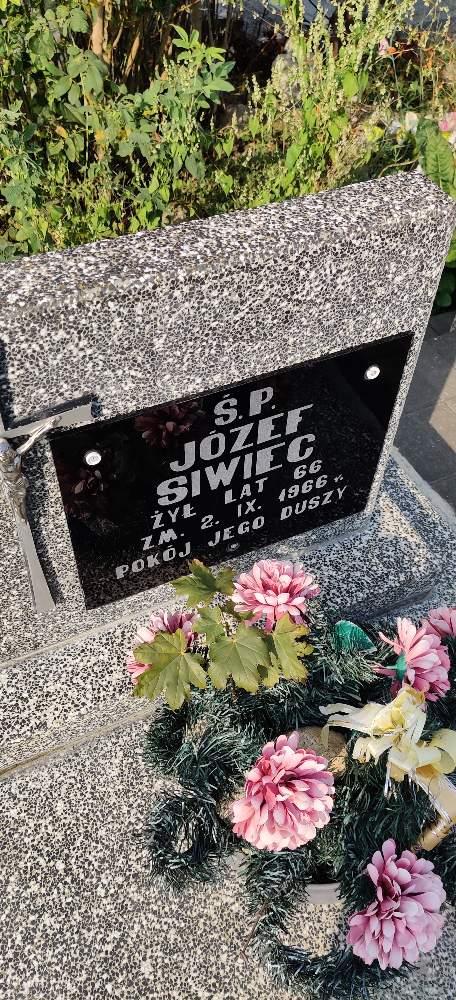 Ś.P.
JÓZEF
SIWIEC
ŻYŁ LAT 66
ZM. 2. IX. 1966 r.
POKÓJ JEGO DUSZY